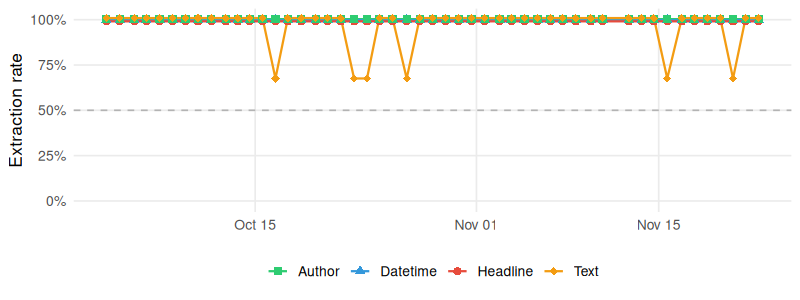 Extraction rate
100%
75%
50%
25%
0%
Oct 15
Nov 01
Nov 15
Author
Datetime
Headline
Text